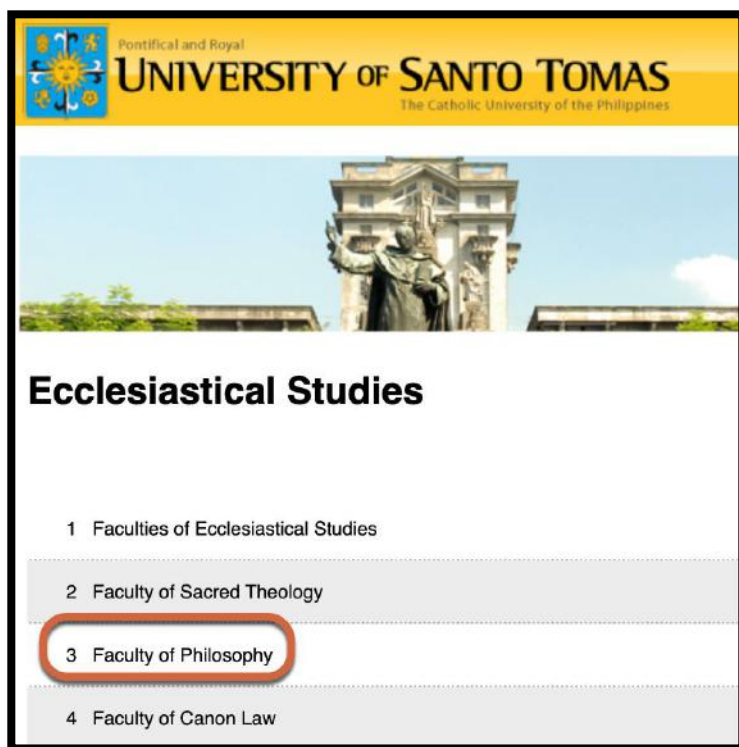 Pontifical and Royal
UNIVERSITY OF SANTO TOMAS
The Catholic University of the Philippines
Ecclesiastical Studies
1 Faculties of Ecclesiastical Studies
2 Faculty of Sacred Theology
3 Faculty of Philosophy
4 Faculty of Canon Law